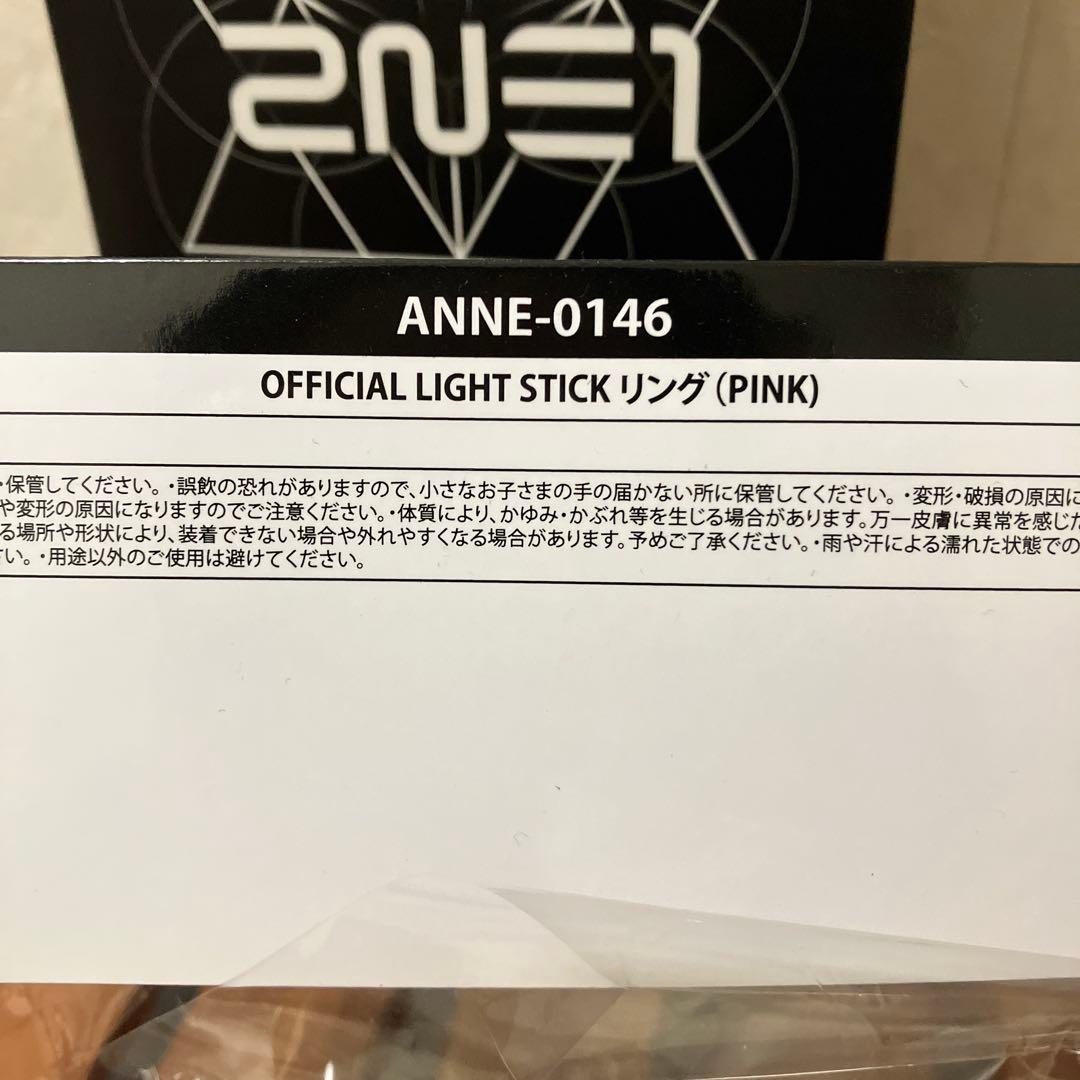 2NE1
ANNE-0146
OFFICIAL LIGHT STICK リング(PINK)
・保管してください。・誤飲の恐れがありますので、小さなお子さまの手の届かない所に保管してください。・変形・破損の原因に
や変形の原因になりますのでご注意ください。・体質により、かゆみ・かぶれ等を生じる場合があります。万一皮膚に異常を感じた
る場所や形状により、装着できない場合や外れやすくなる場合があります。予めご了承ください。・雨や汗による濡れた状態での
い。・用途以外のご使用は避けてください。